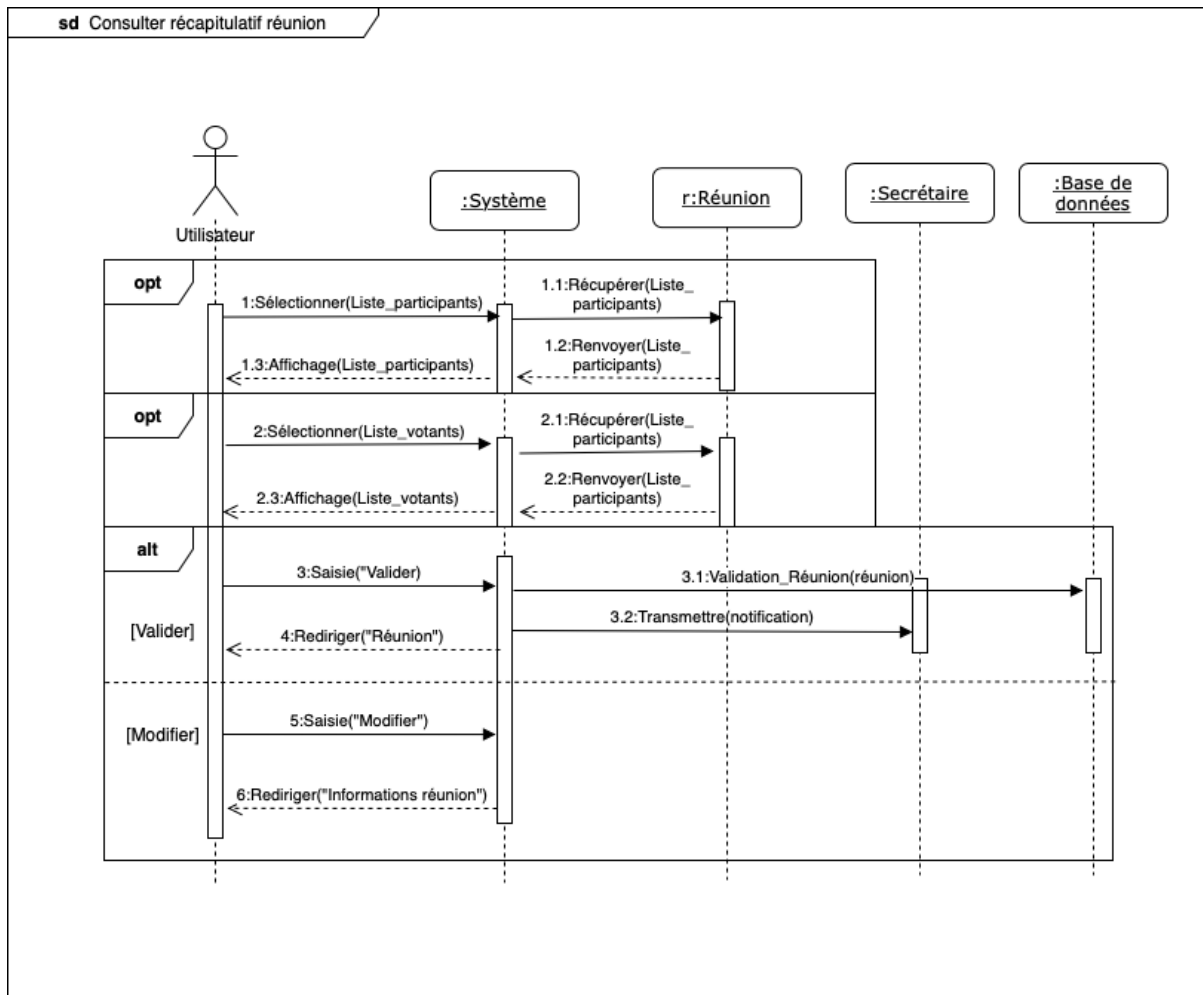 sd Consulter récapitulatif réunion
Utilisateur
:Système
r:Réunion
:Secrétaire
:Base de
données
opt
1:Sélectionner(Liste_participants)
1.1:Récupérer(Liste_
participants)
1.2:Renvoyer(Liste_
participants)
1.3:Affichage(Liste_participants)
opt
2:Sélectionner(Liste_votants)
2.1:Récupérer(Liste_
participants)
2.2:Renvoyer(Liste_
participants)
2.3:Affichage(Liste_votants)
alt
3:Saisie("Valider)
3.1:Validation_Réunion(réunion)
3.2:Transmettre(notification)
[Valider]
4:Rediriger("Réunion")
[Modifier]
5:Saisie("Modifier")
6:Rediriger("Informations réunion")